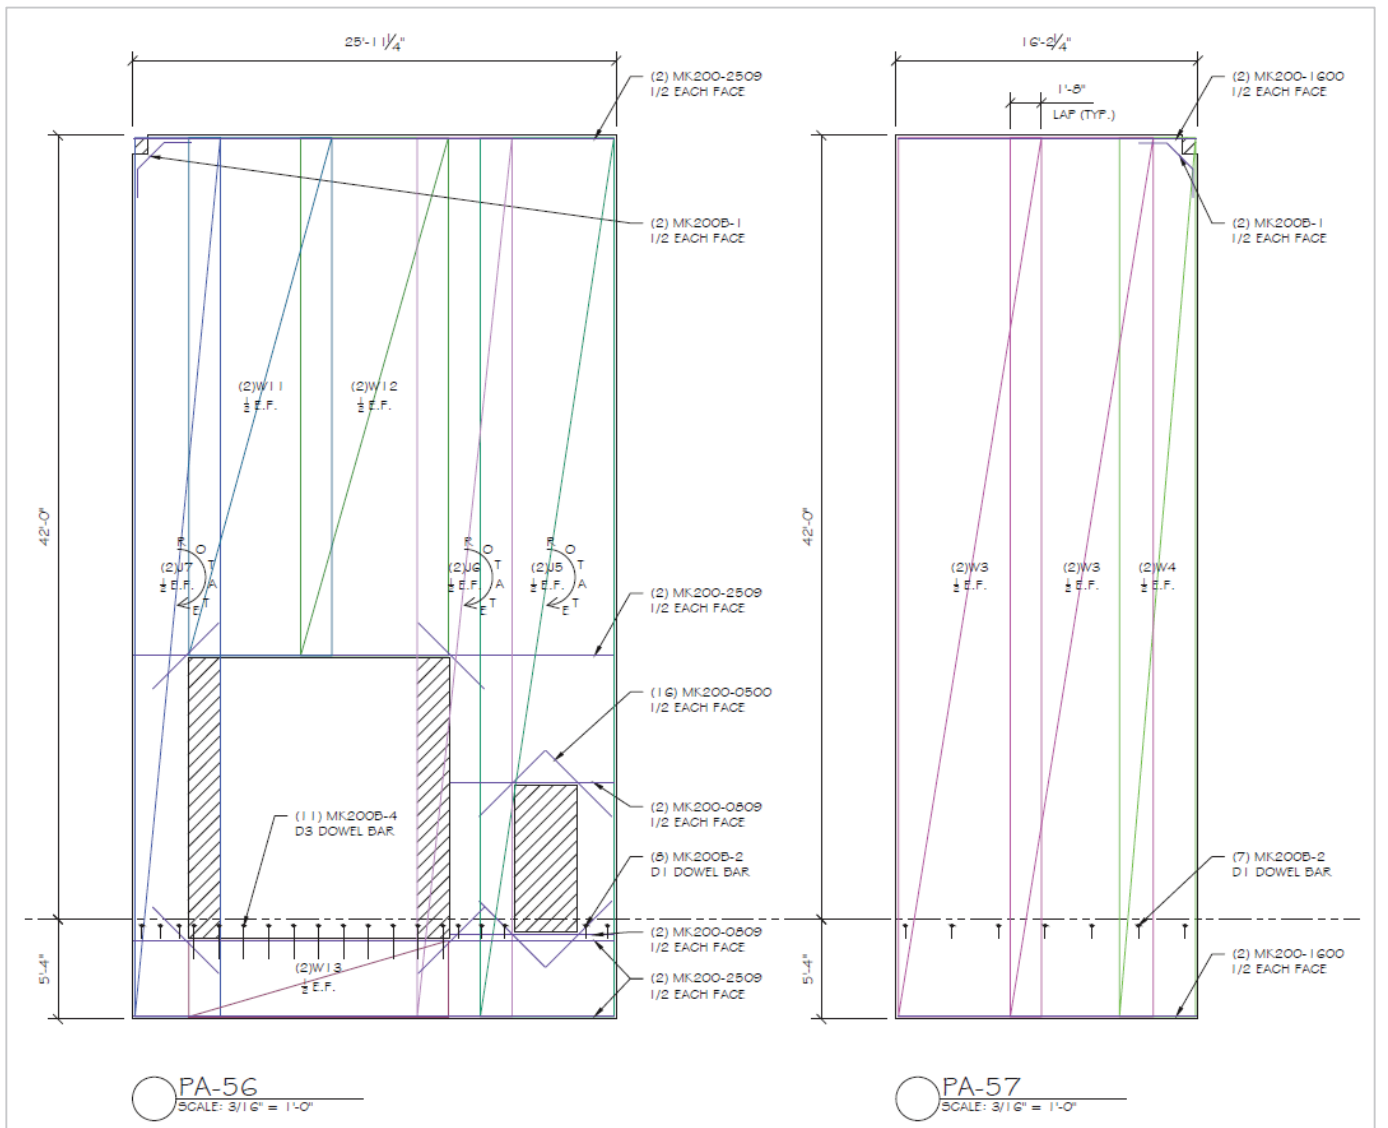 25'-11 1/4"
(2) MK200-2509
1/2 EACH FACE
(2) MK200B-1
1/2 EACH FACE
(2)W11
1/2 E.F.
(2)W12
1/2 E.F.
42'-0"
(2)J7
1/2 E.F.
ROTATE
(2)J6
1/2 E.F.
ROTATE
(2)J5
1/2 E.F.
ROTATE
(2) MK200-2509
1/2 EACH FACE
(16) MK200-0500
1/2 EACH FACE
(2) MK200-0809
1/2 EACH FACE
(11) MK200B-4
D3 DOWEL BAR
(8) MK200B-2
D1 DOWEL BAR
(2) MK200-0809
1/2 EACH FACE
(2)W13
1/2 E.F.
5'-4"
(2) MK200-2509
1/2 EACH FACE
PA-56
SCALE: 3/16" = 1'-0"
16'-2 1/4"
(2) MK200-1600
1/2 EACH FACE
1'-8"
LAP (TYP.)
(2) MK200B-1
1/2 EACH FACE
42'-0"
(2)W3
1/2 E.F.
(2)W3
1/2 E.F.
(2)W4
1/2 E.F.
(7) MK200B-2
D1 DOWEL BAR
5'-4"
(2) MK200-1600
1/2 EACH FACE
PA-57
SCALE: 3/16" = 1'-0"